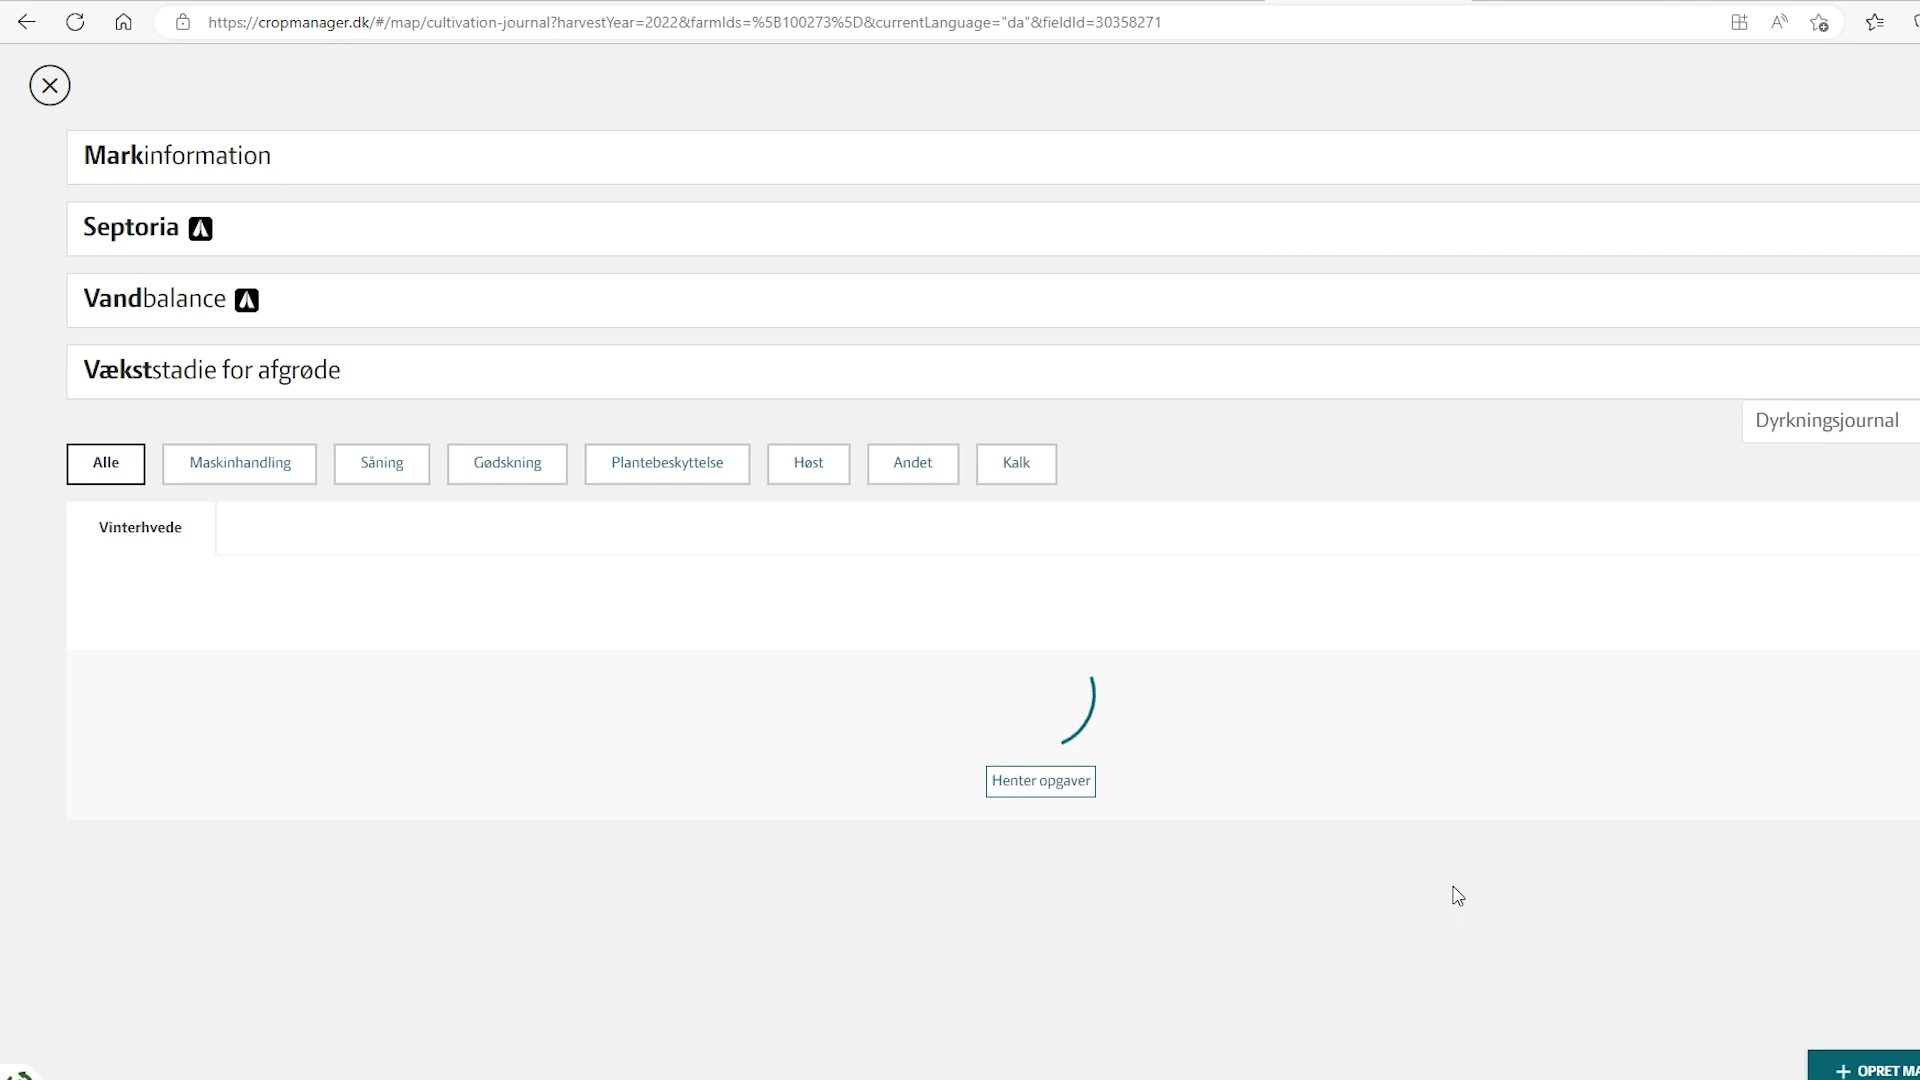 https://cropmanager.dk/#/map/cultivation-journal?harvestYear=2022&farmIds=%5B100273%5D&currentLanguage="da"&fieldId=30358271
Markinformation
Septoria
Vandbalance
Vækststadie for afgrøde
Dyrkningsjournal
Alle Maskinhandling Såning Gødskning Plantebeskyttelse Høst Andet Kalk
Vinterhvede
Henter opgaver
+ OPRET MA